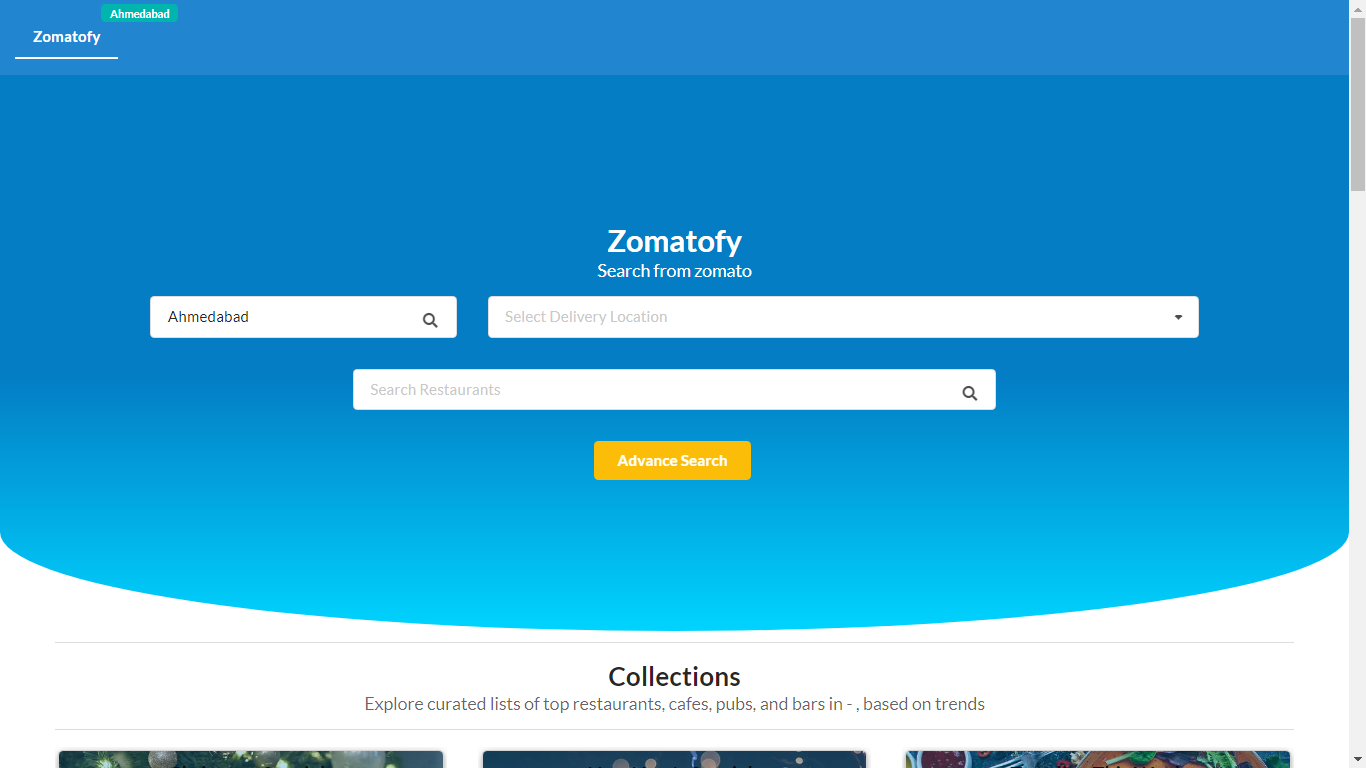 Ahmedabad
Zomatofy
Zomatofy
Search from zomato
Ahmedabad
Select Delivery Location
Search Restaurants
Advance Search
Collections
Explore curated lists of top restaurants, cafes, pubs, and bars in - , based on trends